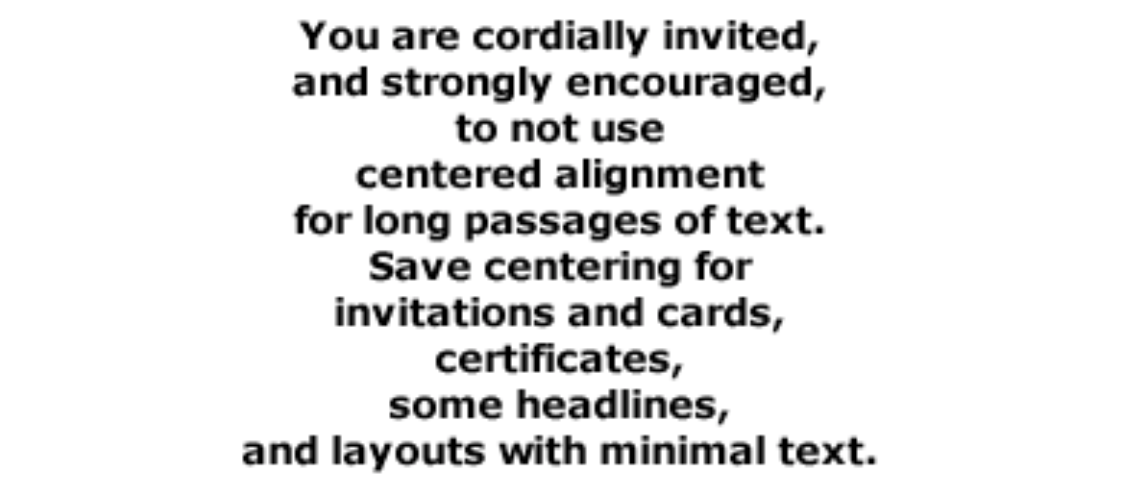 You are cordially invited,
and strongly encouraged,
to not use
centered alignment
for long passages of text.
Save centering for
invitations and cards,
certificates,
some headlines,
and layouts with minimal text.